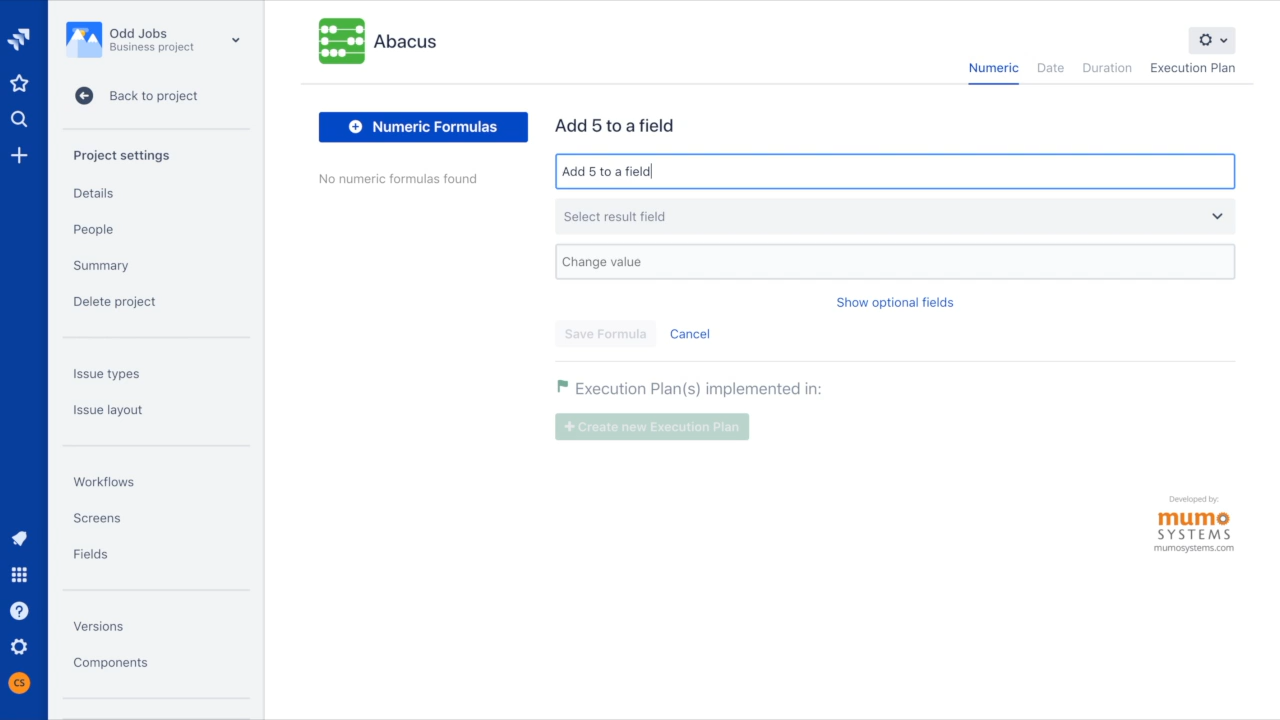 Odd Jobs
Business project
Back to project
Project settings
Details
People
Summary
Delete project
Issue types
Issue layout
Workflows
Screens
Fields
Versions
Components
CS
Abacus
Numeric Date Duration Execution Plan
Numeric Formulas
No numeric formulas found
Add 5 to a field
Add 5 to a field
Select result field
Change value
Show optional fields
Save Formula Cancel
Execution Plan(s) implemented in:
+ Create new Execution Plan
Developed by:
mumo
SYSTEMS
mumosystems.com